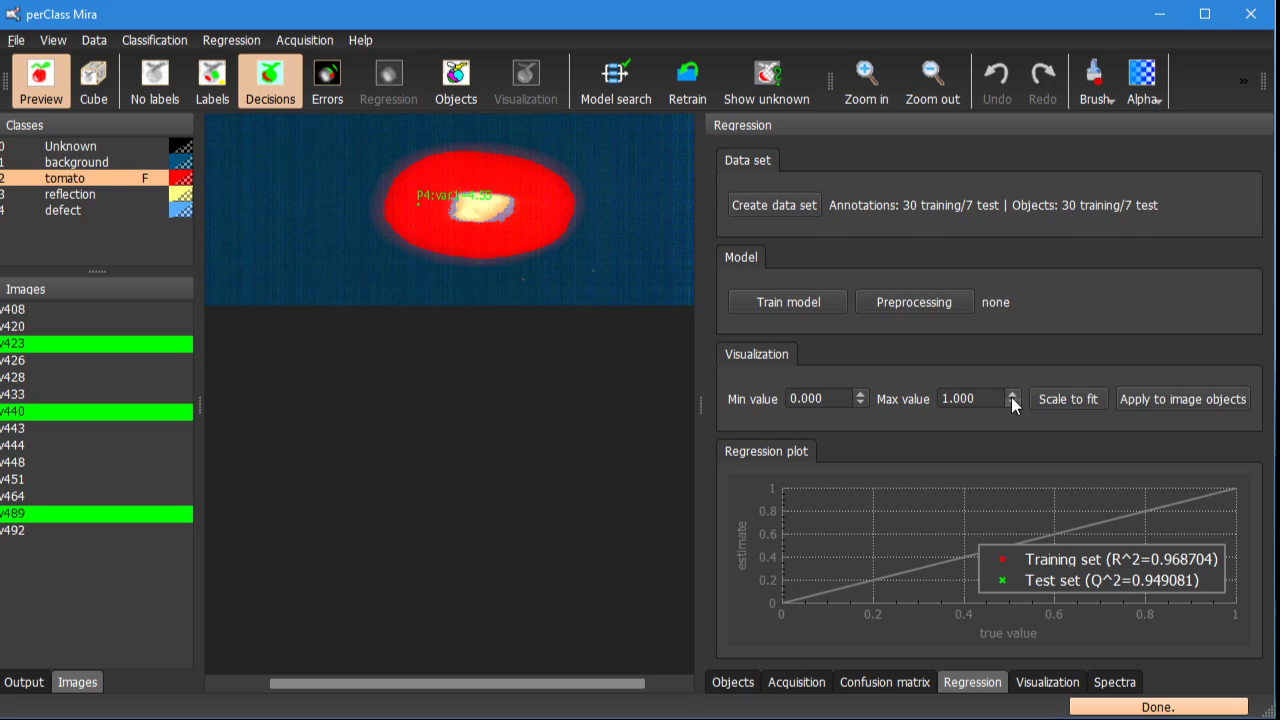 perClass Mira
File View Data Classification Regression Acquisition Help
Preview Cube No labels Labels Decisions Errors Regression Objects Visualization Model search Retrain Show unknown Zoom in Zoom out Undo Redo Brush Alpha »
Classes
0 Unknown
1 background
2 tomato F
3 reflection
4 defect
Images
v408
v420
v423
v426
v428
v433
v440
v443
v444
v448
v451
v464
v489
v492
Output Images
P4:var1=4.55
Regression
Data set
Create data set Annotations: 30 training/7 test | Objects: 30 training/7 test
Model
Train model Preprocessing none
Visualization
Min value 0.000 Max value 1.000 Scale to fit Apply to image objects
Regression plot
1
0.8
0.6
0.4
0.2
0
estimate
Training set (R^2=0.968704)
Test set (Q^2=0.949081)
0 0.2 0.4 0.6 0.8 1
true value
Objects Acquisition Confusion matrix Regression Visualization Spectra
Done.